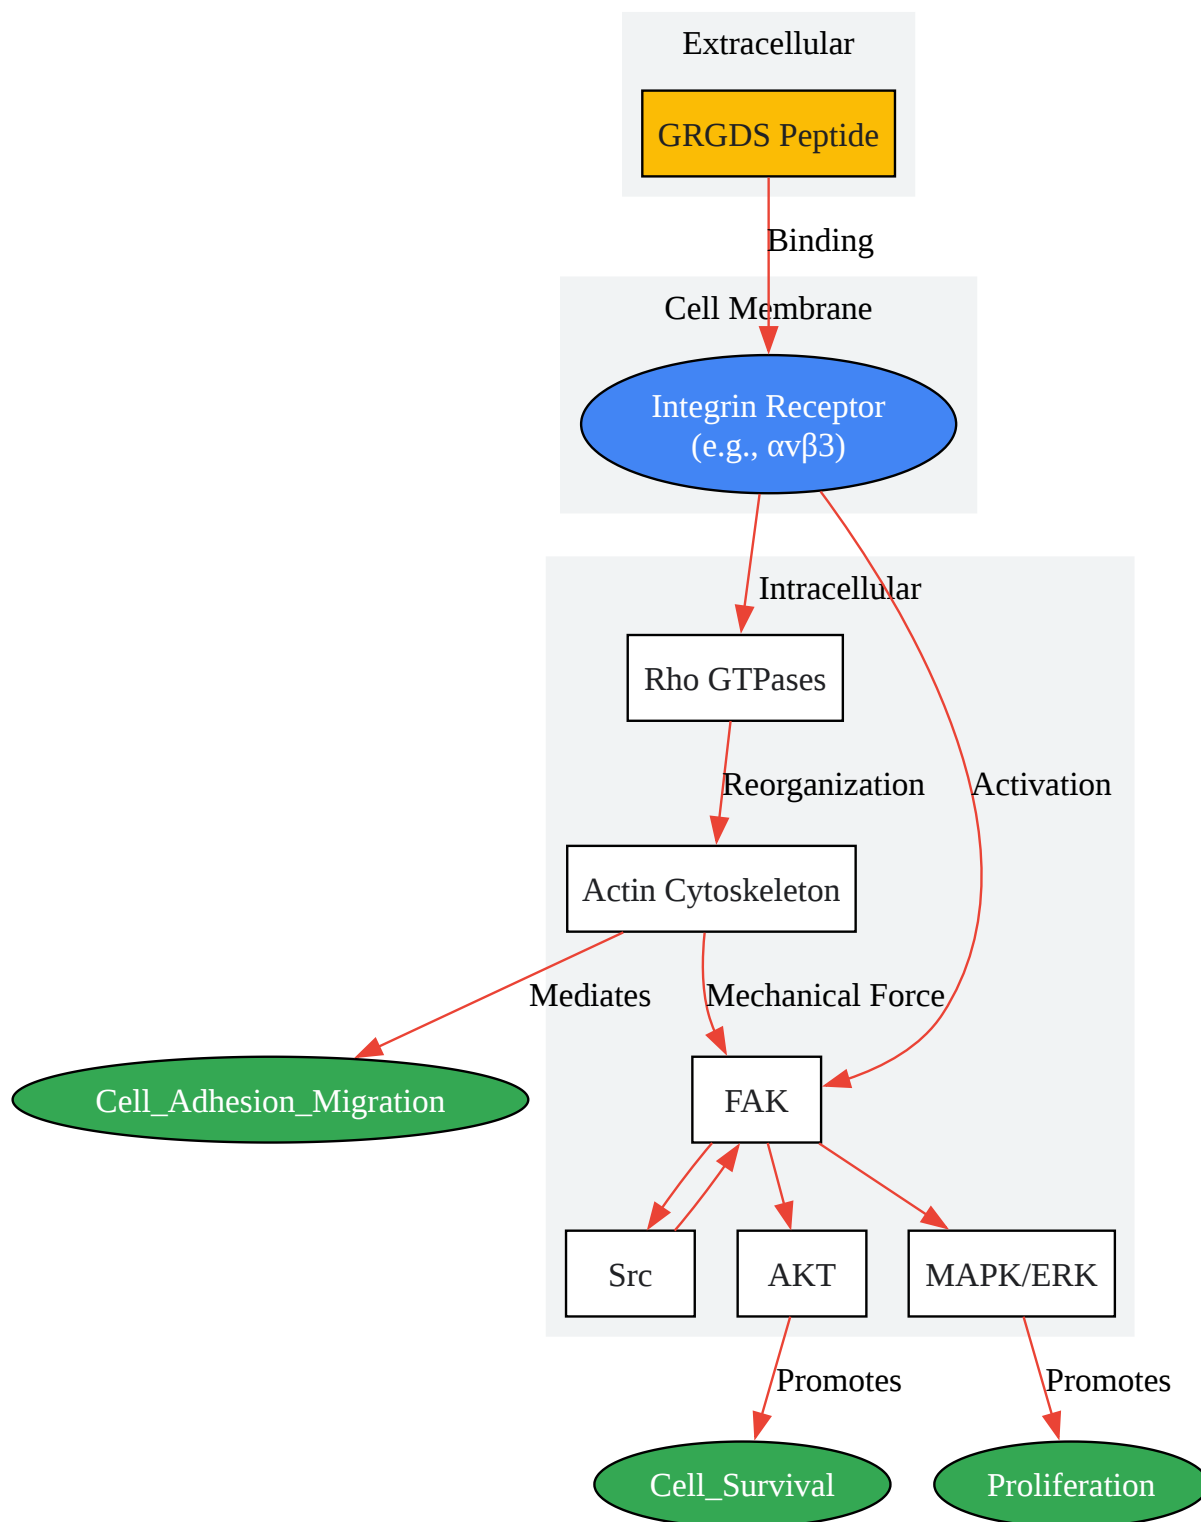 Extracellular
GRGDS Peptide
Binding
Cell Membrane
Integrin Receptor
(e.g., αvβ3)
Intracellular
Rho GTPases
Reorganization
Activation
Actin Cytoskeleton
Mediates
Mechanical Force
Cell_Adhesion_Migration
FAK
Src
AKT
MAPK/ERK
Promotes
Promotes
Cell_Survival
Proliferation